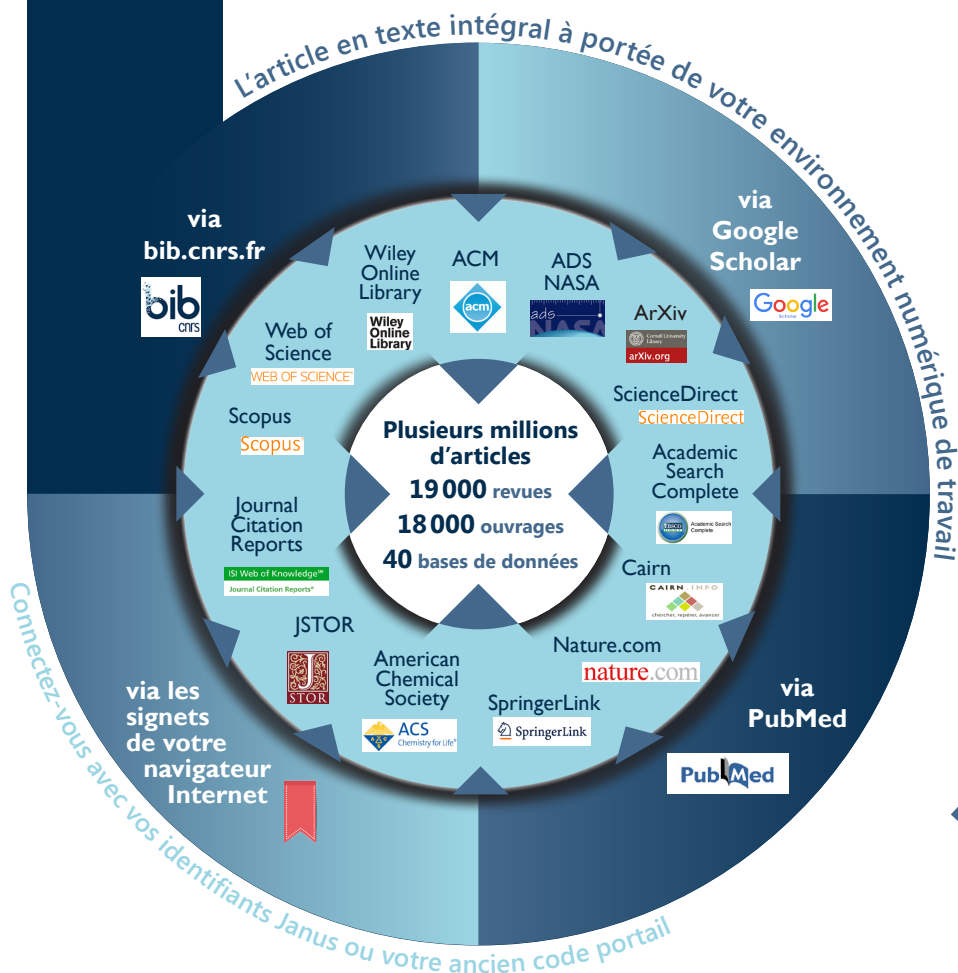 L'article en texte intégral à portée de votre environnement numérique de travail
via
bib.cnrs.fr
bib
cnrs
via
Google
Scholar
Google
Scholar
Wiley
Online
Library
Wiley
Online
Library
ACM
acm
ADS
NASA
ads
NASA
ArXiv
Cornell University
Library
arXiv.org
Web of
Science
WEB OF SCIENCE™
ScienceDirect
ScienceDirect
Scopus
Scopus
Plusieurs millions
d'articles
19 000 revues
18 000 ouvrages
40 bases de données
Academic
Search
Complete
EBSCO
Academic Search
Complete
Journal
Citation
Reports
ISI Web of Knowledge℠
Journal Citation Reports®
Cairn
CAIRN.INFO
chercher, repérer, avancer
JSTOR
JSTOR
American
Chemical
Society
ACS
Chemistry for Life®
Nature.com
nature.com
SpringerLink
SpringerLink
via les
signets
de votre
navigateur
Internet
via
PubMed
PubMed
Connectez-vous avec vos identifiants Janus ou votre ancien code portail